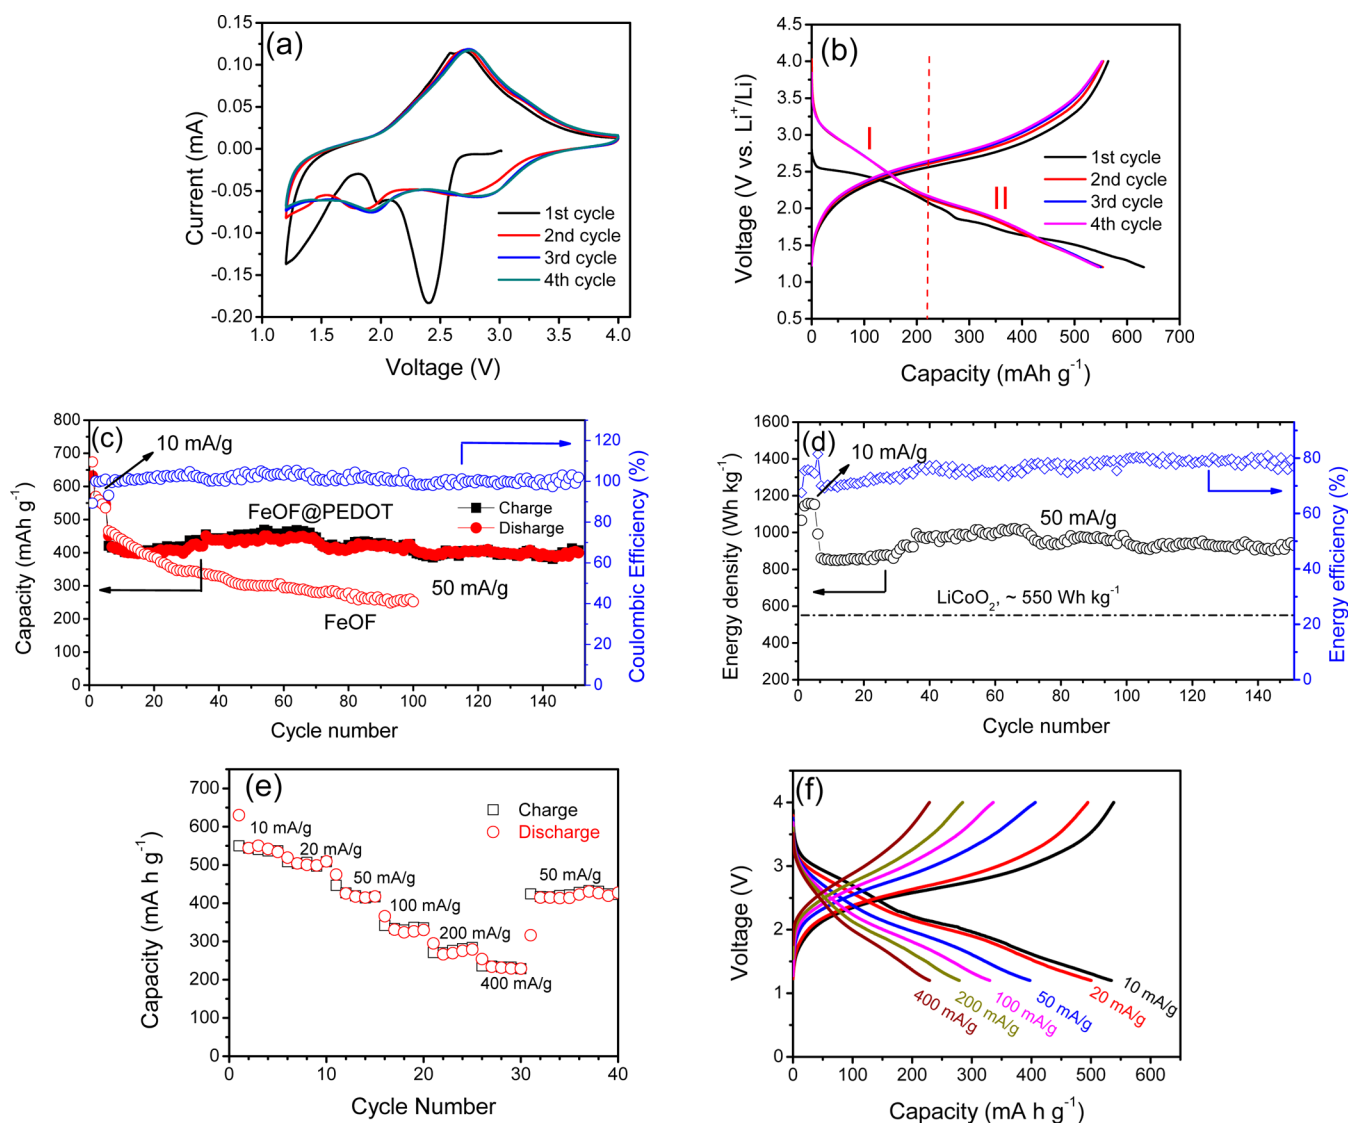 (a)
Current (mA)
0.15
0.10
0.05
0.00
-0.05
-0.10
-0.15
-0.20
1st cycle
2nd cycle
3rd cycle
4th cycle
1.0
1.5
2.0
2.5
3.0
3.5
4.0
Voltage (V)
(b)
Voltage (V vs. Li⁺/Li)
4.5
4.0
3.5
3.0
2.5
2.0
1.5
1.0
0.5
I
II
1st cycle
2nd cycle
3rd cycle
4th cycle
0
100
200
300
400
500
600
700
Capacity (mAh g⁻¹)
(c)
Capacity (mAh g⁻¹)
800
700
600
500
400
300
200
100
0
10 mA/g
FeOF@PEDOT
Charge
Disharge
50 mA/g
FeOF
120
100
80
60
40
20
0
Coulombic Efficiency (%)
0
20
40
60
80
100
120
140
Cycle number
(d)
Energy density (Wh kg⁻¹)
1600
1400
1200
1000
800
600
400
200
10 mA/g
50 mA/g
LiCoO₂, ~ 550 Wh kg⁻¹
80
60
40
20
0
Energy efficiency (%)
0
20
40
60
80
100
120
140
Cycle number
(e)
Capacity (mA h g⁻¹)
750
700
650
600
550
500
450
400
350
300
250
200
150
100
50
0
Charge
Discharge
10 mA/g
20 mA/g
50 mA/g
100 mA/g
200 mA/g
400 mA/g
50 mA/g
0
10
20
30
40
Cycle Number
(f)
Voltage (V)
5
4
3
2
1
0
400 mA/g
200 mA/g
100 mA/g
50 mA/g
20 mA/g
10 mA/g
0
100
200
300
400
500
600
Capacity (mA h g⁻¹)